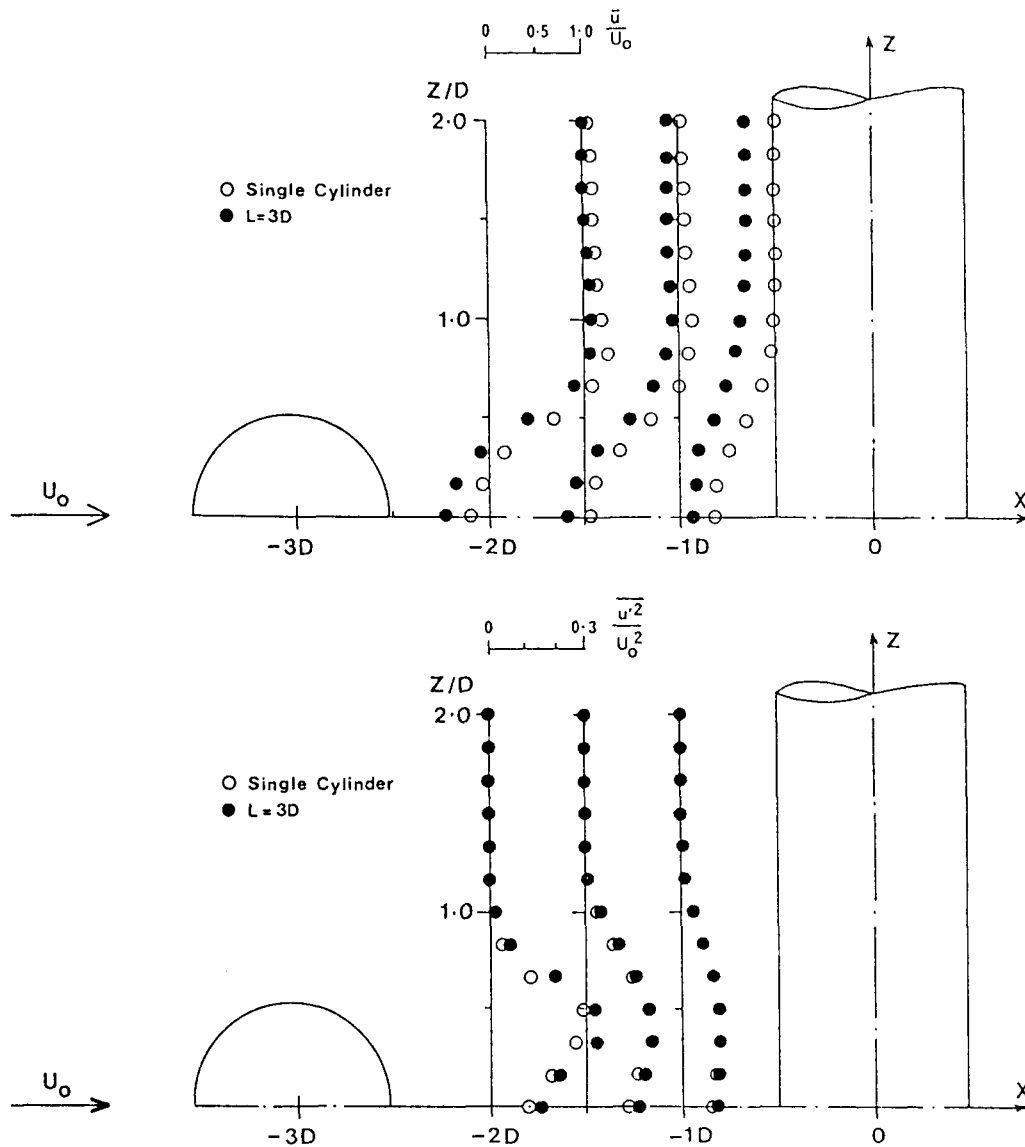 0 0·5 1·0 u̅/U₀
Z
Z/D
2·0
○ Single Cylinder
● L=3D
1·0
U₀
X
-3D -2D -1D 0
0 0·3 u'²/U₀²
Z
Z/D
2·0
○ Single Cylinder
● L=3D
1·0
U₀
X
-3D -2D -1D 0